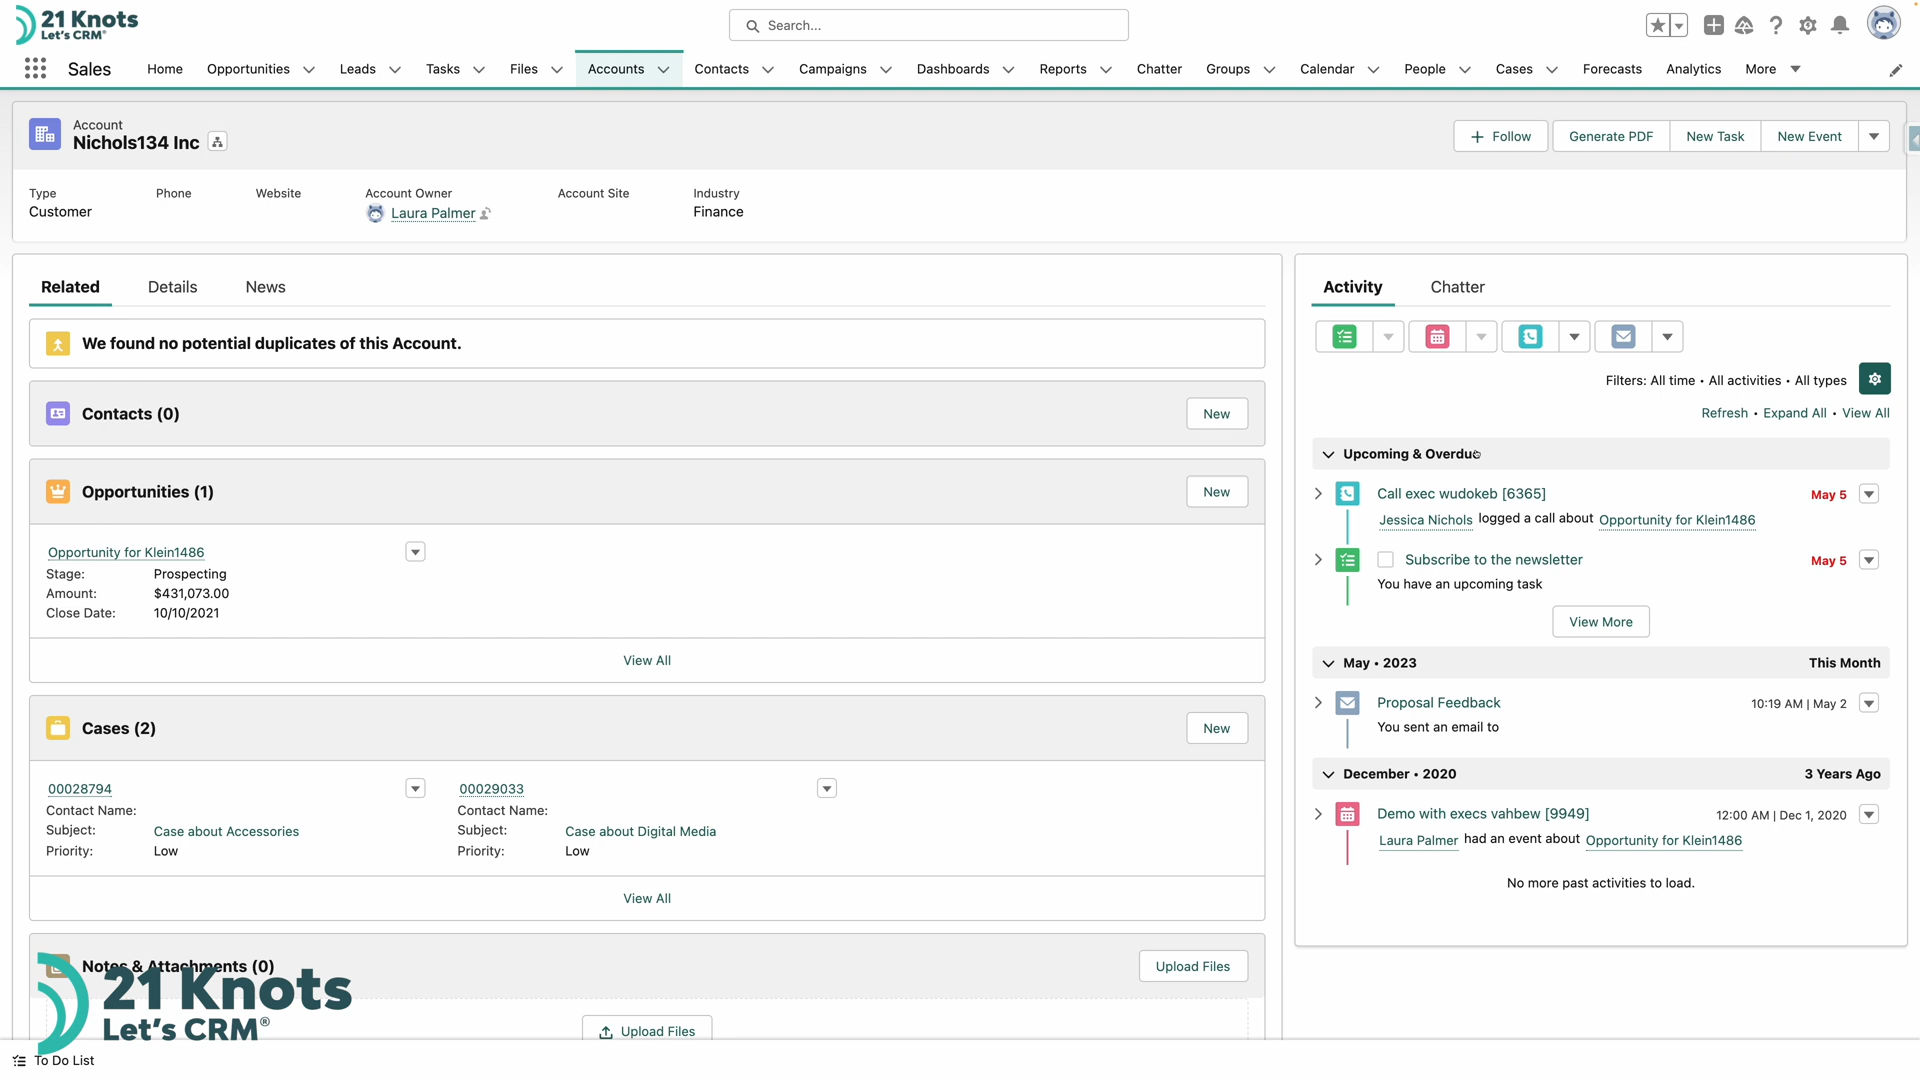 21 Knots
Let's CRM®
Search...
Sales
Home
Opportunities
Leads
Tasks
Files
Accounts
Contacts
Campaigns
Dashboards
Reports
Chatter
Groups
Calendar
People
Cases
Forecasts
Analytics
More
Account
Nichols134 Inc
Follow
Generate PDF
New Task
New Event
Type
Customer
Phone
Website
Account Owner
Laura Palmer
Account Site
Industry
Finance
Related
Details
News
We found no potential duplicates of this Account.
Contacts (0)
New
Opportunities (1)
New
Opportunity for Klein1486
Stage: Prospecting
Amount: $431,073.00
Close Date: 10/10/2021
View All
Cases (2)
New
00028794
Contact Name:
Subject: Case about Accessories
Priority: Low
00029033
Contact Name:
Subject: Case about Digital Media
Priority: Low
View All
Notes & Attachments (0)
Upload Files
Upload Files
21 Knots
Let's CRM®
To Do List
Activity
Chatter
Filters: All time • All activities • All types
Refresh • Expand All • View All
Upcoming & Overdue
Call exec wudokeb [6365]
May 5
Jessica Nichols logged a call about Opportunity for Klein1486
Subscribe to the newsletter
May 5
You have an upcoming task
View More
May • 2023
This Month
Proposal Feedback
10:19 AM | May 2
You sent an email to
December • 2020
3 Years Ago
Demo with execs vahbew [9949]
12:00 AM | Dec 1, 2020
Laura Palmer had an event about Opportunity for Klein1486
No more past activities to load.